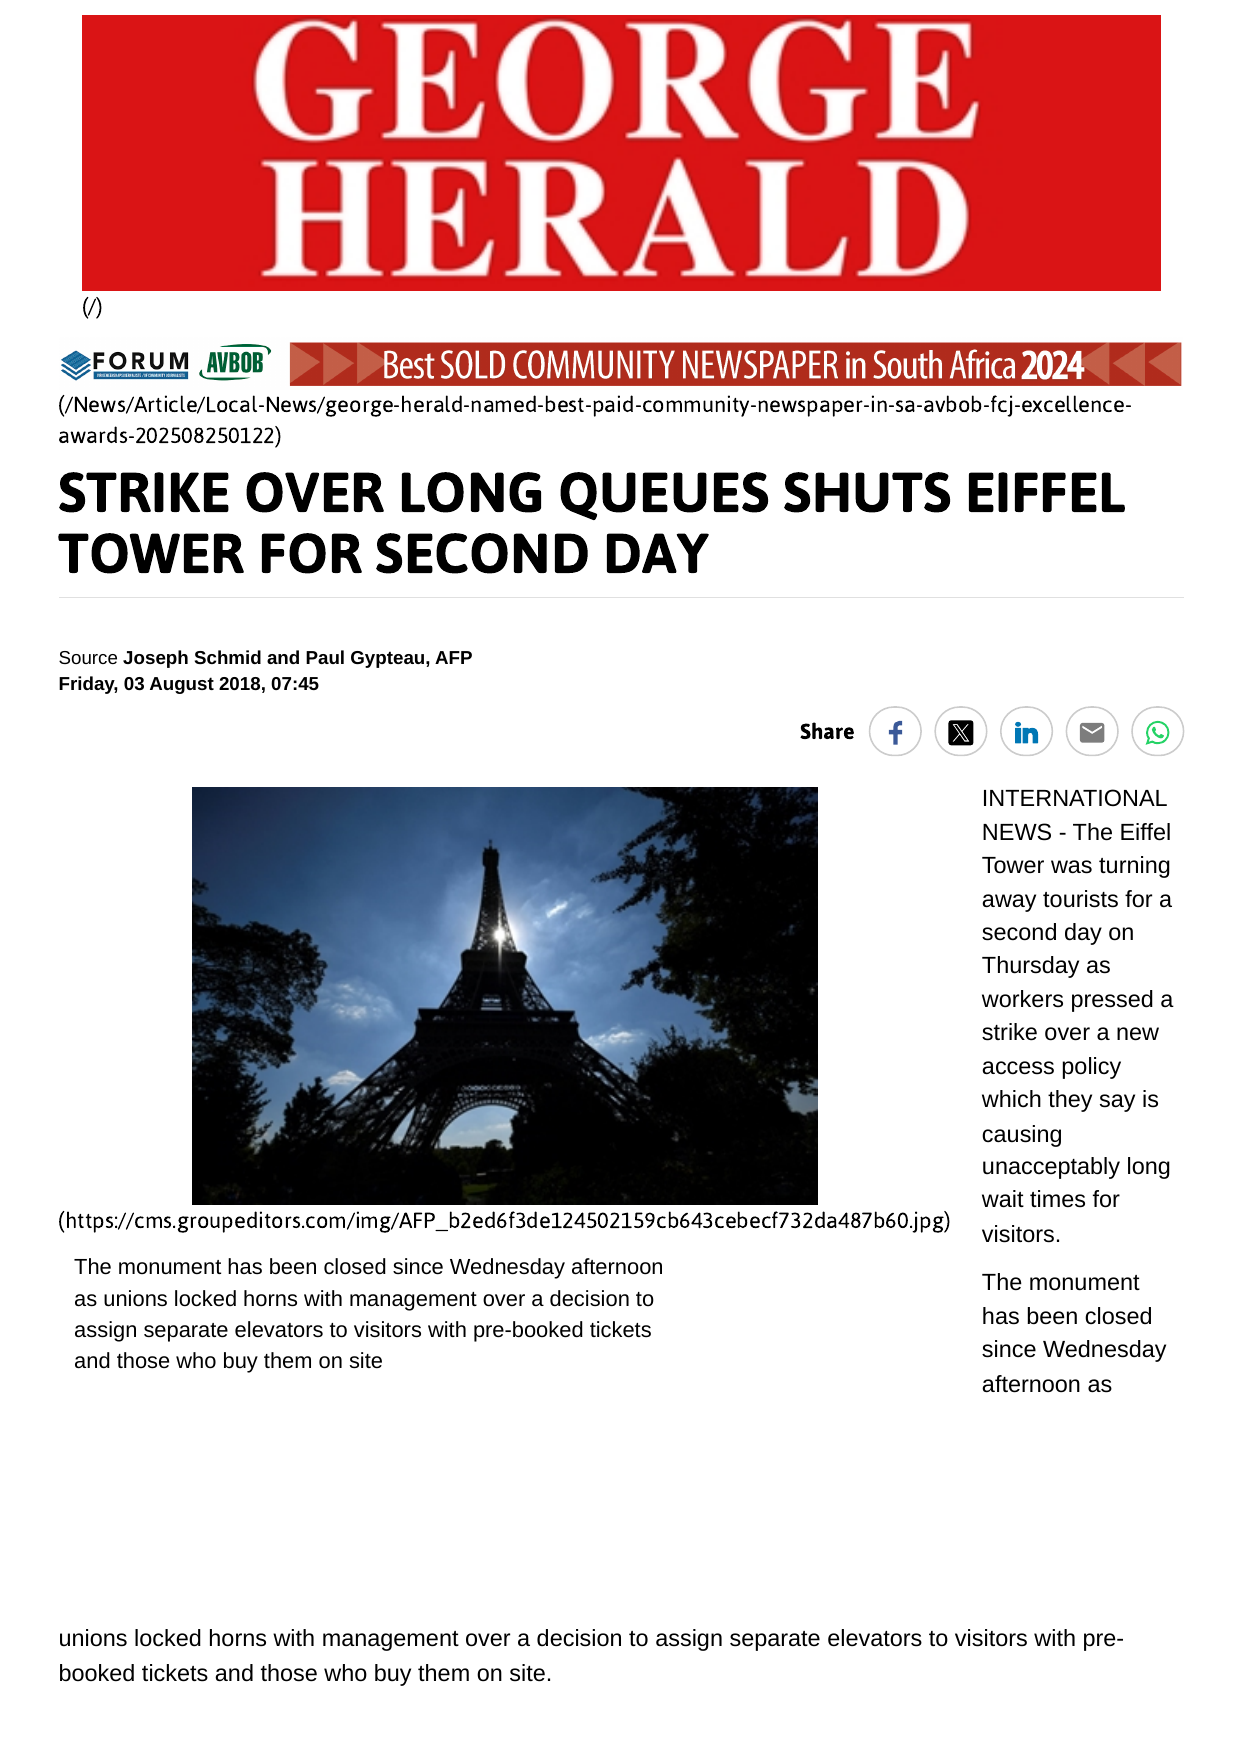 GEORGE
HERALD
(/)
FORUM AVBOB Best SOLD COMMUNITY NEWSPAPER in South Africa 2024
(/News/Article/Local-News/george-herald-named-best-paid-community-newspaper-in-sa-avbob-fcj-excellence-
awards-202508250122)
STRIKE OVER LONG QUEUES SHUTS EIFFEL
TOWER FOR SECOND DAY
Source Joseph Schmid and Paul Gypteau, AFP
Friday, 03 August 2018, 07:45
Share
(https://cms.groupeditors.com/img/AFP_b2ed6f3de124502159cb643cebecf732da487b60.jpg)
The monument has been closed since Wednesday afternoon
as unions locked horns with management over a decision to
assign separate elevators to visitors with pre-booked tickets
and those who buy them on site
INTERNATIONAL
NEWS - The Eiffel
Tower was turning
away tourists for a
second day on
Thursday as
workers pressed a
strike over a new
access policy
which they say is
causing
unacceptably long
wait times for
visitors.
The monument
has been closed
since Wednesday
afternoon as
unions locked horns with management over a decision to assign separate elevators to visitors with pre-
booked tickets and those who buy them on site.